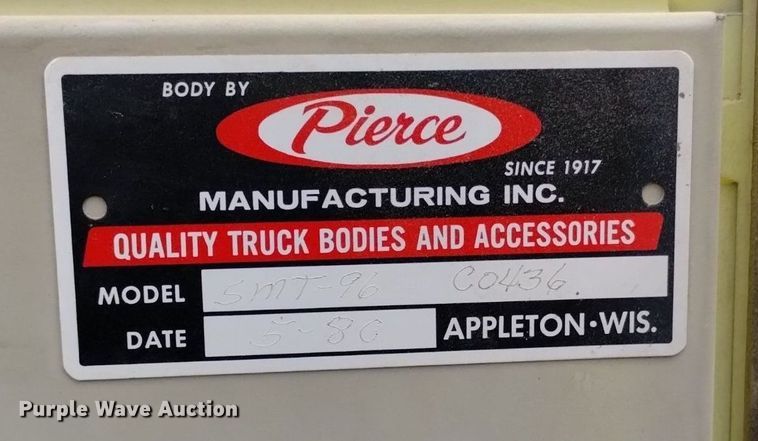 BODY BY
Pierce
SINCE 1917
MANUFACTURING INC.
QUALITY TRUCK BODIES AND ACCESSORIES
MODEL SMT-96 C0436.
DATE 5-80 APPLETON·WIS.
Purple Wave Auction